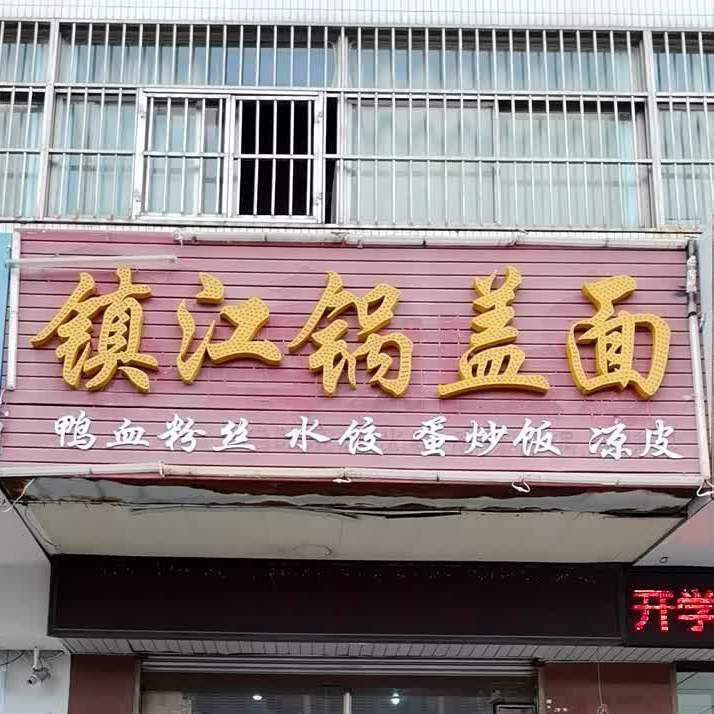 镇江锅盖面
鸭血粉丝 水饺 蛋炒饭 凉皮
开学